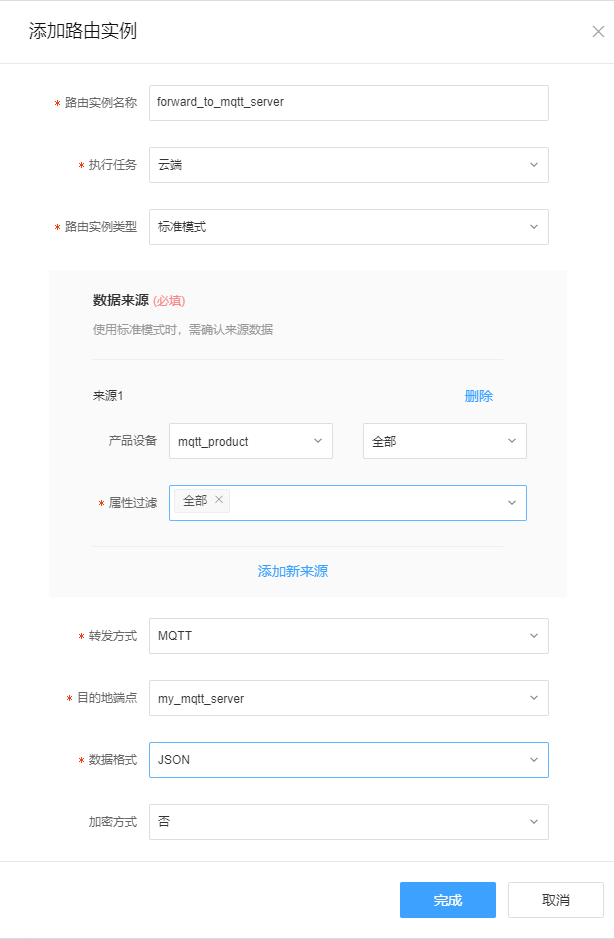 添加路由实例
* 路由实例名称 forward_to_mqtt_server
* 执行任务 云端
* 路由实例类型 标准模式
数据来源 (必填)
使用标准模式时，需确认来源数据
来源1 删除
产品设备 mqtt_product 全部
* 属性过滤 全部
添加新来源
* 转发方式 MQTT
* 目的地端点 my_mqtt_server
* 数据格式 JSON
加密方式 否
完成 取消